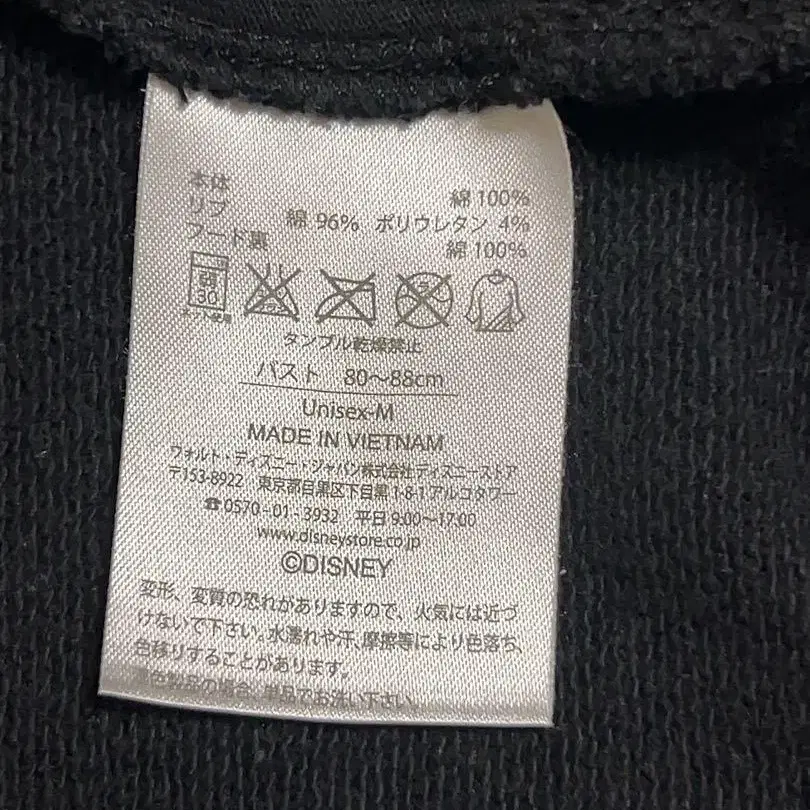 本体 綿 100%
リブ 綿 96% ポリウレタン 4%
フード裏 綿 100%
30
タンブル乾燥禁止
バスト 80～88cm
Unisex-M
MADE IN VIETNAM
ウォルト・ディズニー・ジャパン株式会社 ディズニーストア
〒153-8922 東京都目黒区下目黒1-8-1 アルコタワー
☎0570-01-3932 平日 9:00～17:00
www.disneystore.co.jp
©DISNEY
変形、変質の恐れがありますので、火気には近づ
けないで下さい。水濡れや汗、摩擦等により色落ち、
色移りすることがあります。
濃色製品の場合、単品でお洗い下さい。